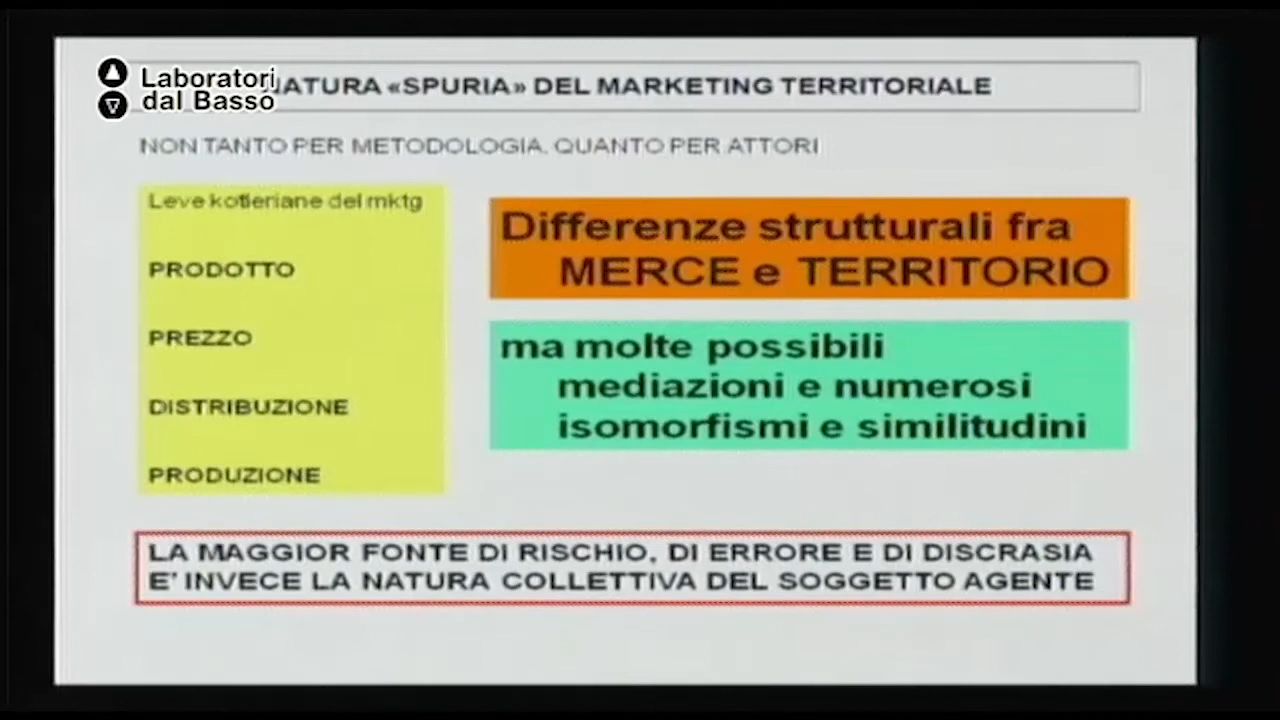 Laboratori
dal Basso
NATURA «SPURIA» DEL MARKETING TERRITORIALE
NON TANTO PER METODOLOGIA, QUANTO PER ATTORI
Leve kotleriane del mktg
PRODOTTO
PREZZO
DISTRIBUZIONE
PRODUZIONE
Differenze strutturali fra
MERCE e TERRITORIO
ma molte possibili
mediazioni e numerosi
isomorfismi e similitudini
LA MAGGIOR FONTE DI RISCHIO, DI ERRORE E DI DISCRASIA
E' INVECE LA NATURA COLLETTIVA DEL SOGGETTO AGENTE